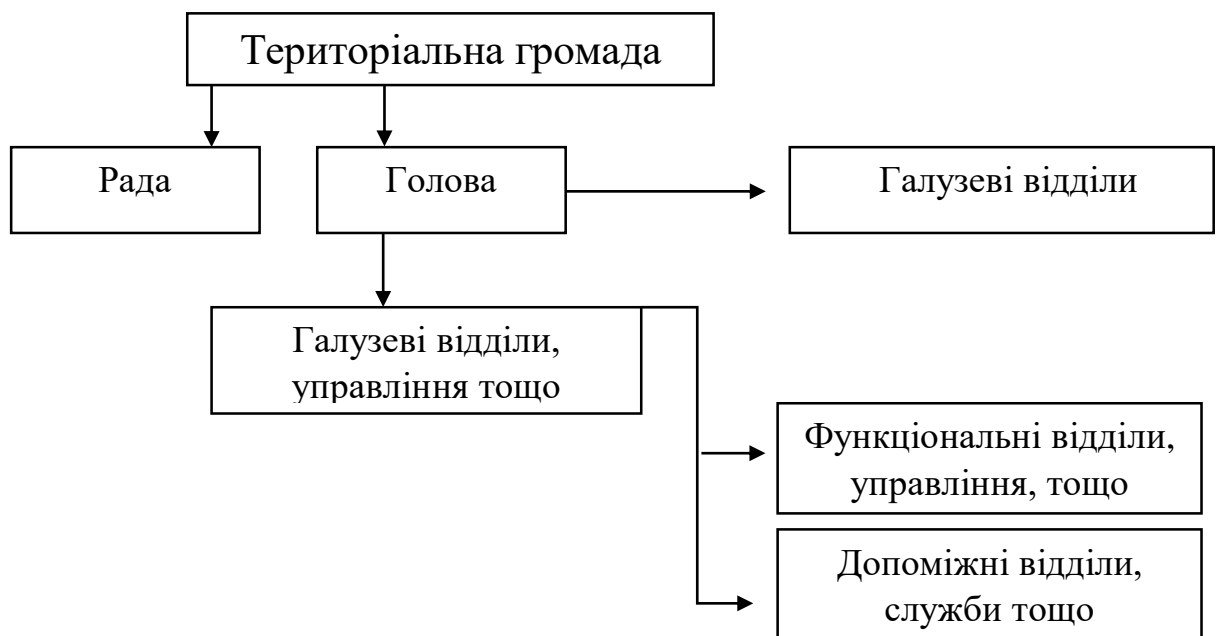 Територіальна громада
Рада
Голова
Галузеві відділи
Галузеві відділи,
управління тощо
Функціональні відділи,
управління, тощо
Допоміжні відділи,
служби тощо